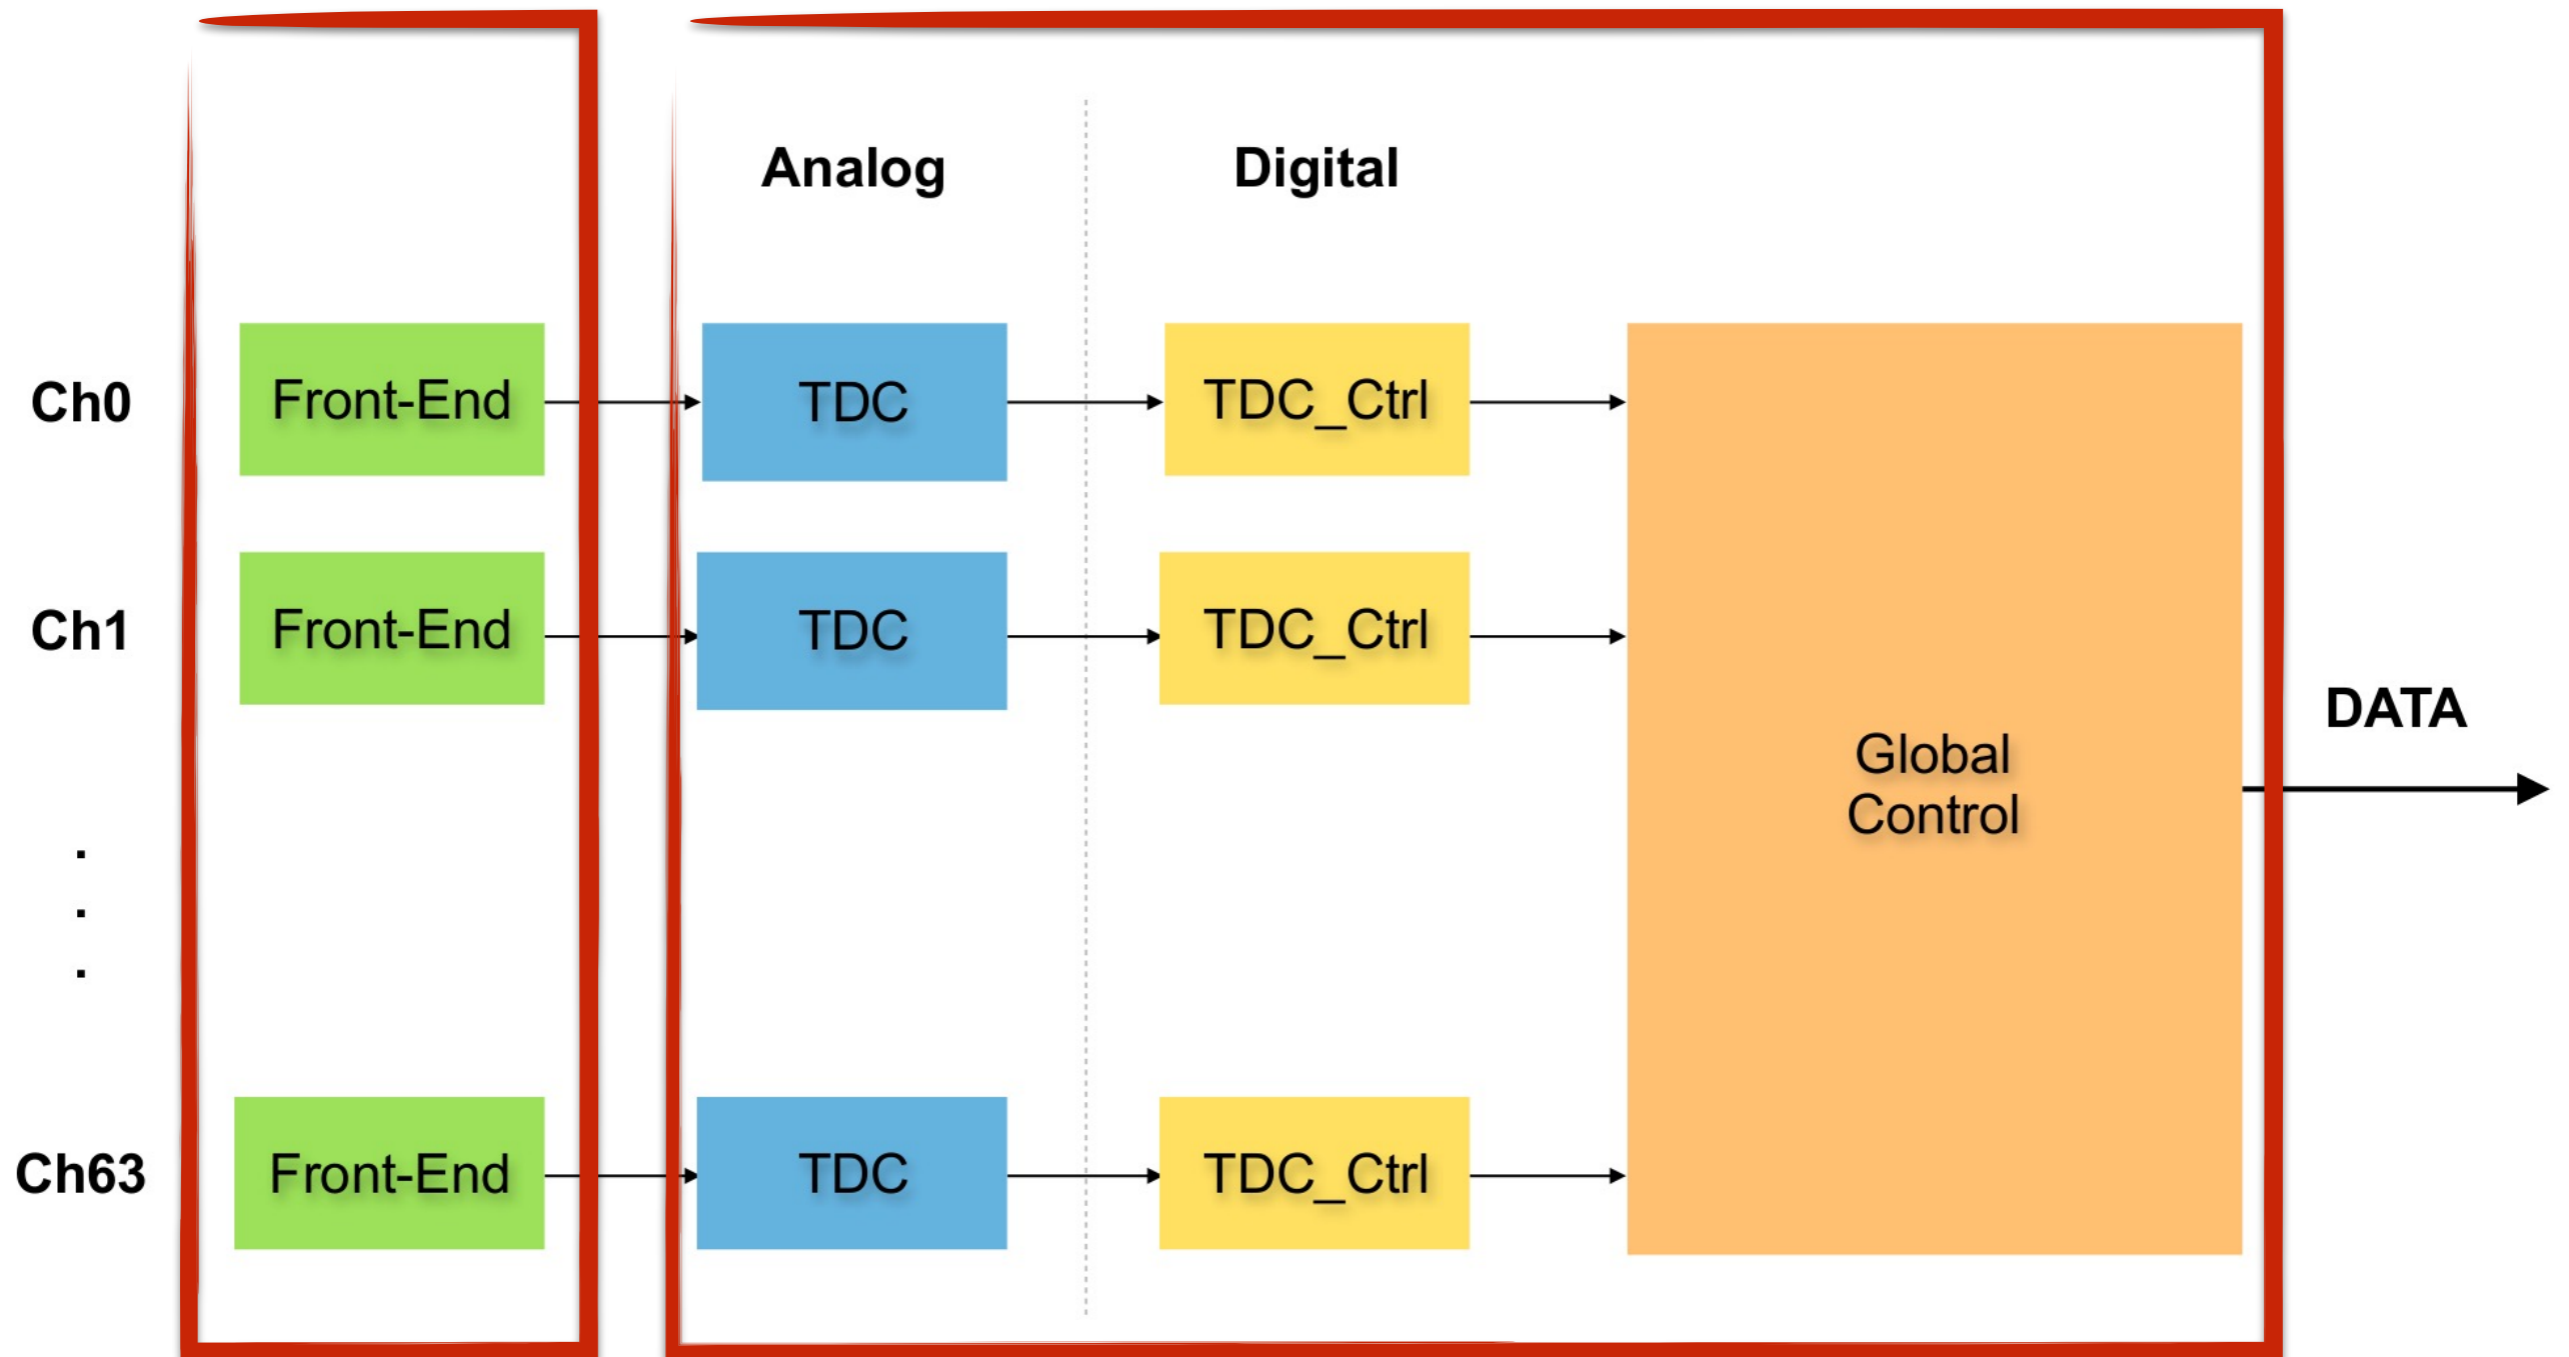 Analog Digital
Ch0 Front-End TDC TDC_Ctrl
Ch1 Front-End TDC TDC_Ctrl
DATA
Global
Control
.
.
.
Ch63 Front-End TDC TDC_Ctrl